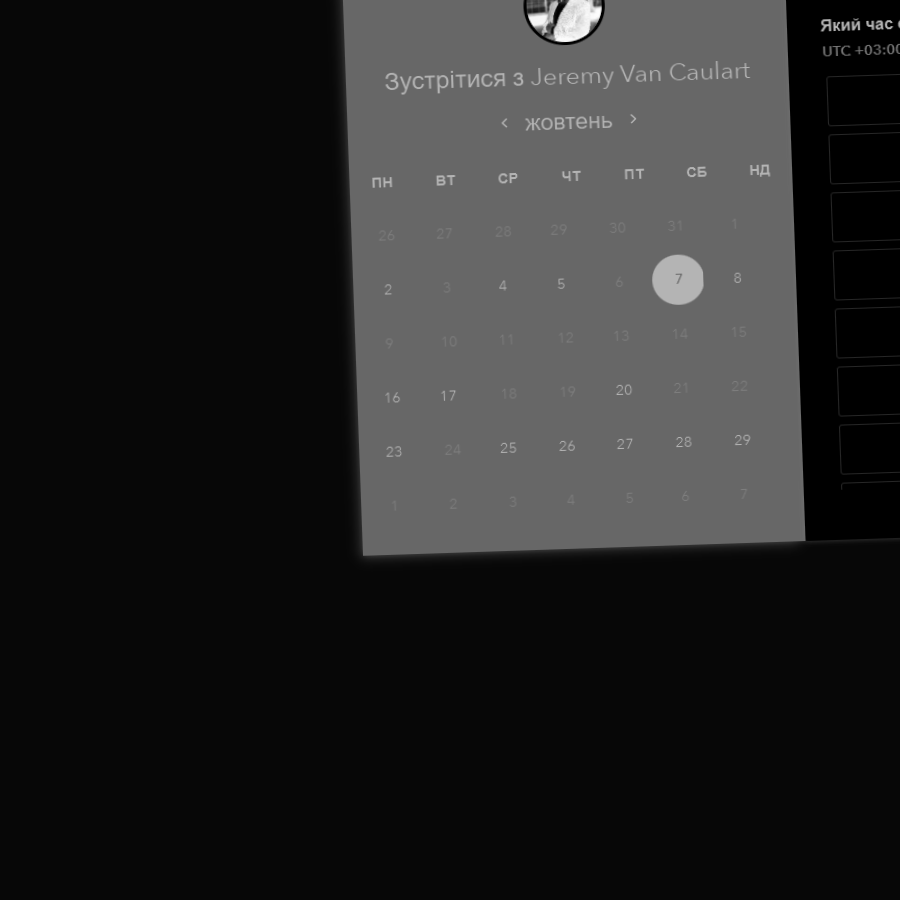 Зустрітися з Jeremy Van Caulart
жовтень
ПН ВТ СР ЧТ ПТ СБ НД
26 27 28 29 30 31 1
2 3 4 5 6 7 8
9 10 11 12 13 14 15
16 17 18 19 20 21 22
23 24 25 26 27 28 29
1 2 3 4 5 6 7
Який час
UTC +03:00